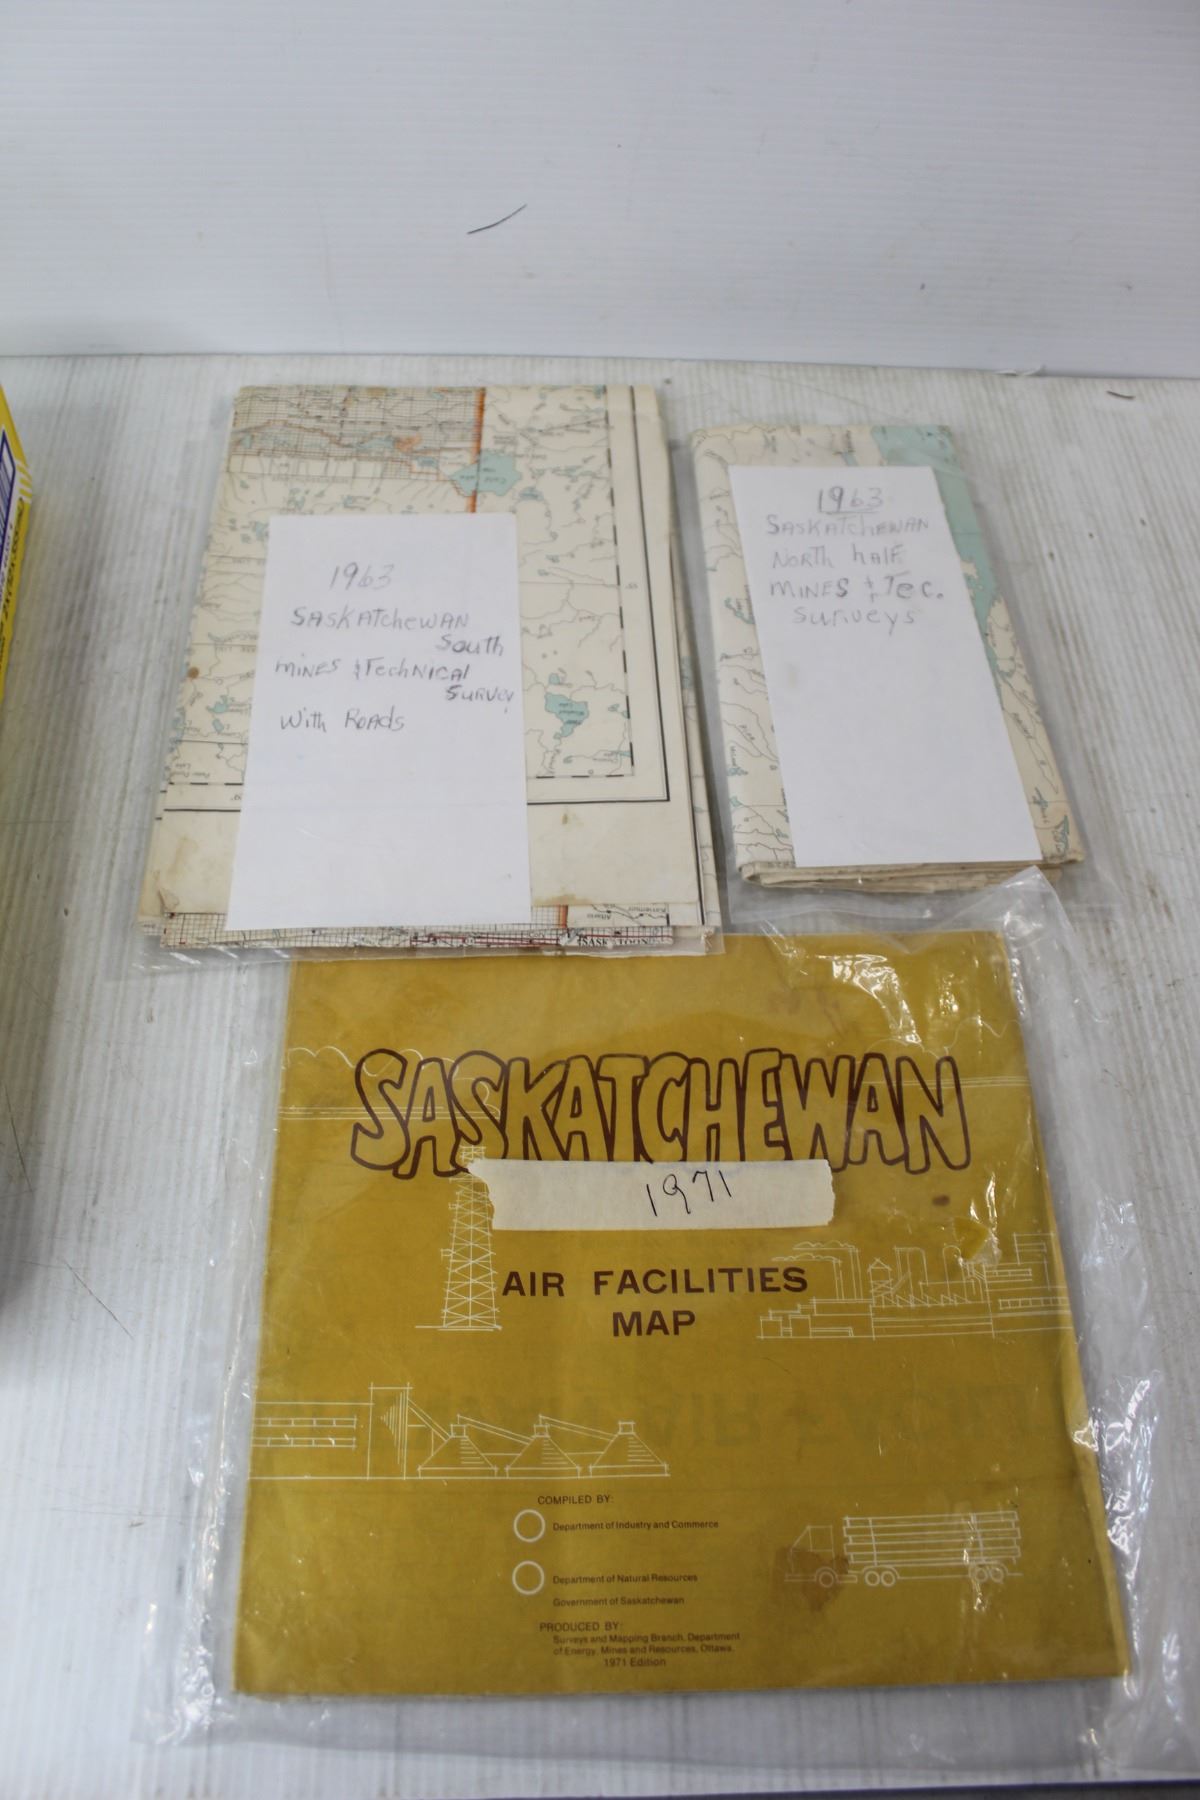 1963
SASKATChewAN
South
MINES & TechNICAl
SURVey
With RoAds
1963
SASKATCHEWAN
NORTH hAlF
MINES & Tec.
SURVeys
SASKATCHEWAN
1971
AIR FACILITIES
MAP
COMPILED BY:
Department of Industry and Commerce
Department of Natural Resources
Government of Saskatchewan
PRODUCED BY:
Surveys and Mapping Branch, Department
of Energy, Mines and Resources, Ottawa.
1971 Edition